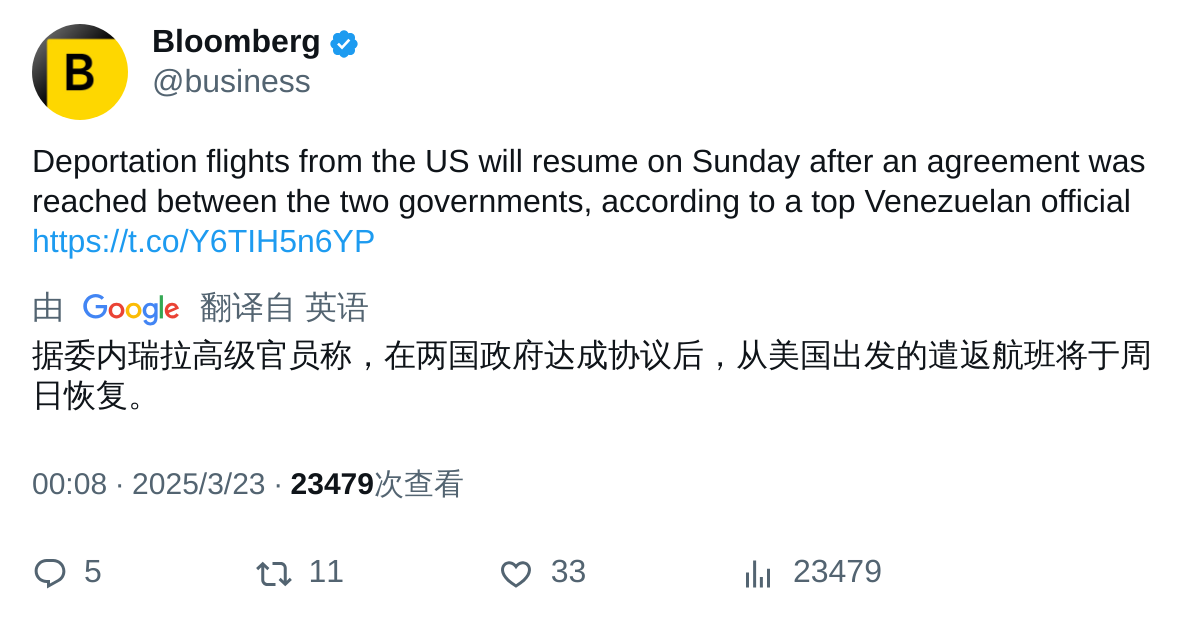 B
Bloomberg
@business
Deportation flights from the US will resume on Sunday after an agreement was
reached between the two governments, according to a top Venezuelan official
https://t.co/Y6TIH5n6YP
由 Google 翻译自 英语
据委内瑞拉高级官员称，在两国政府达成协议后，从美国出发的遣返航班将于周
日恢复。
00:08 · 2025/3/23 · 23479次查看
5 11 33 23479